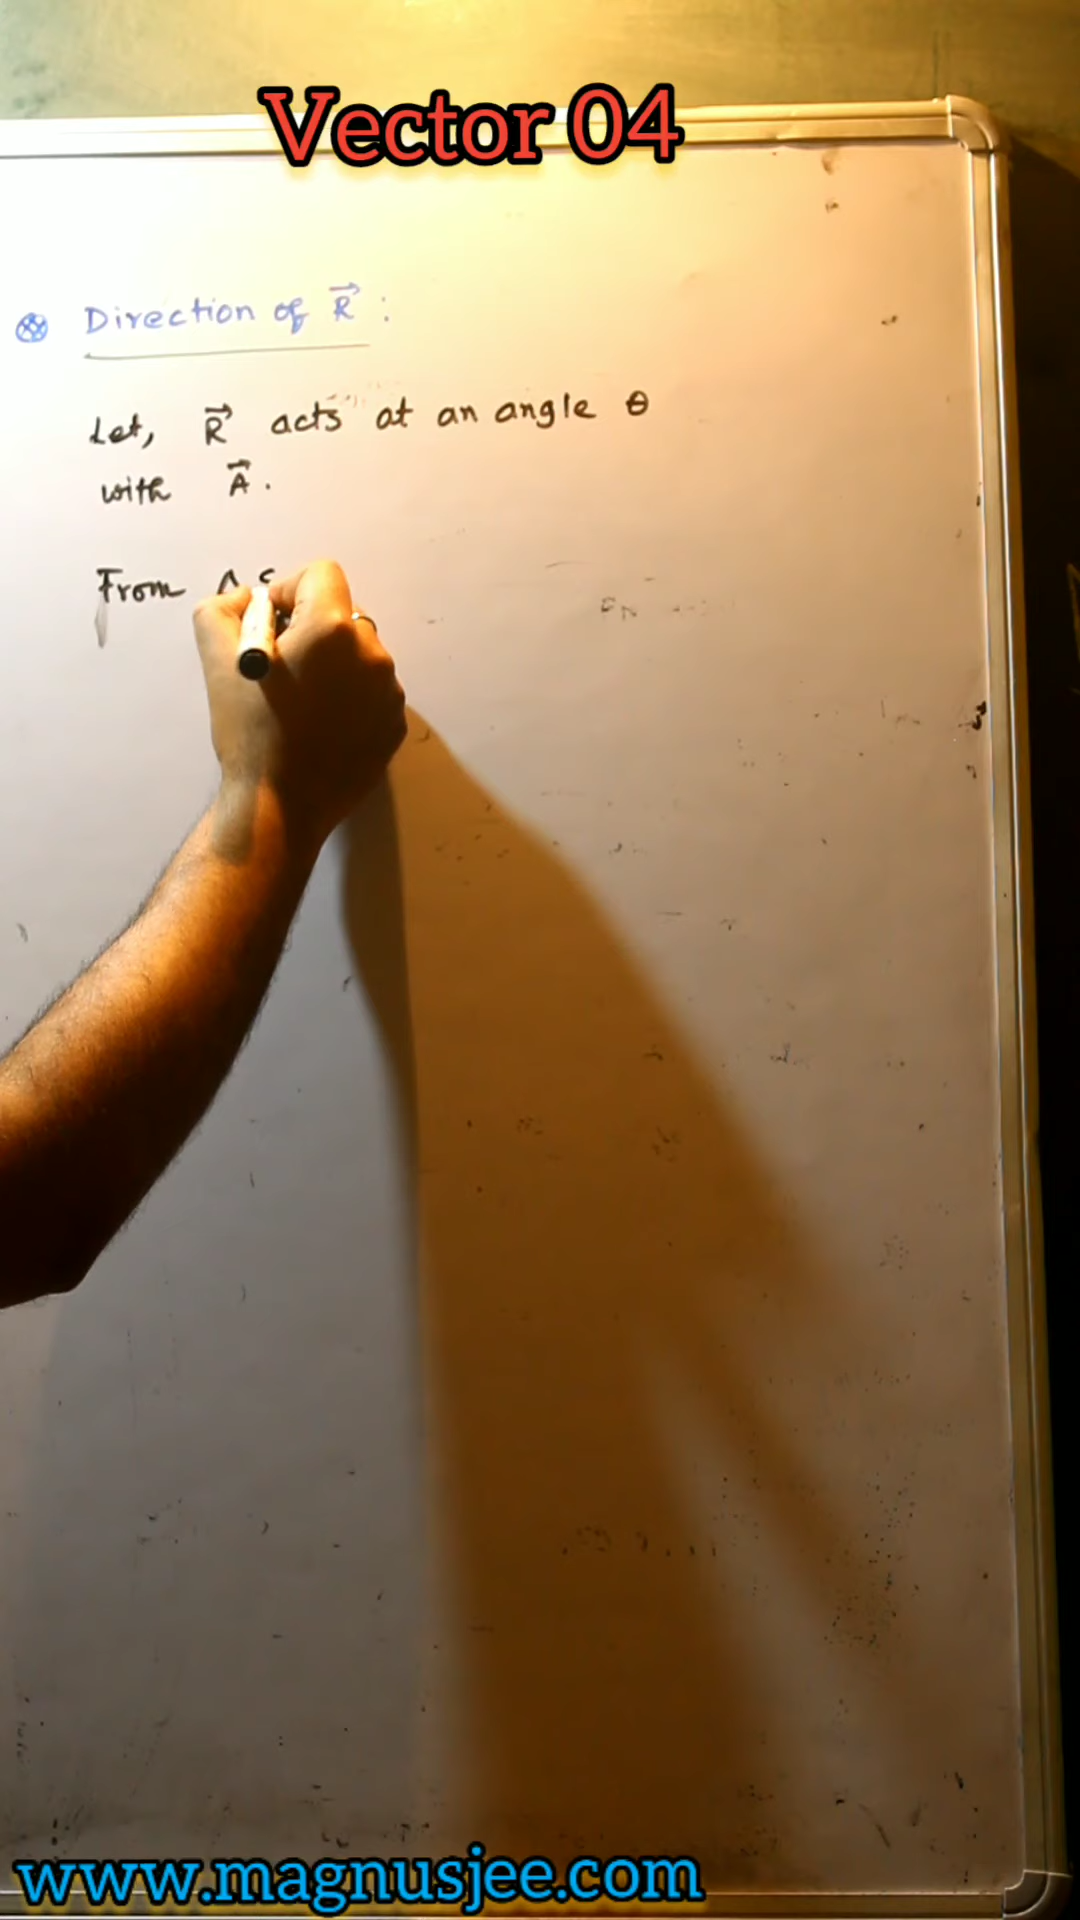 Vector 04
Direction of R⃗ :
Let, R⃗ acts at an angle θ
with A⃗ .
From Δ
www.magnusjee.com